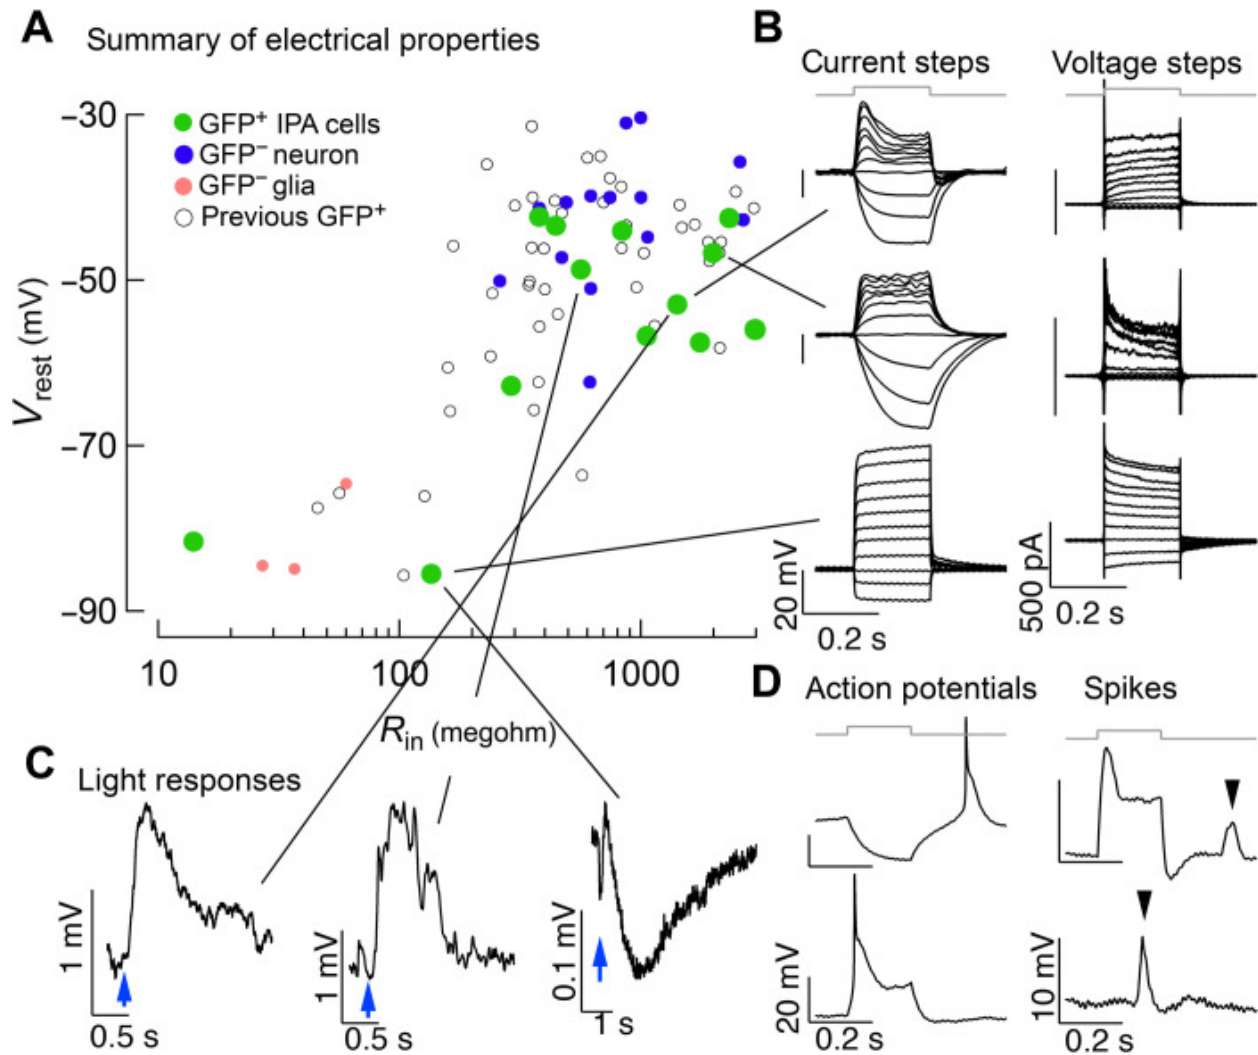 A Summary of electrical properties
−30
−50
−70
−90
Vrest (mV)
GFP+ IPA cells
GFP− neuron
GFP− glia
Previous GFP+
10 100 1000
Rin (megohm)
B
Current steps Voltage steps
20 mV
0.2 s
500 pA
0.2 s
C Light responses
1 mV
0.5 s
1 mV
0.5 s
0.1 mV
1 s
D Action potentials Spikes
20 mV
0.2 s
10 mV
0.2 s